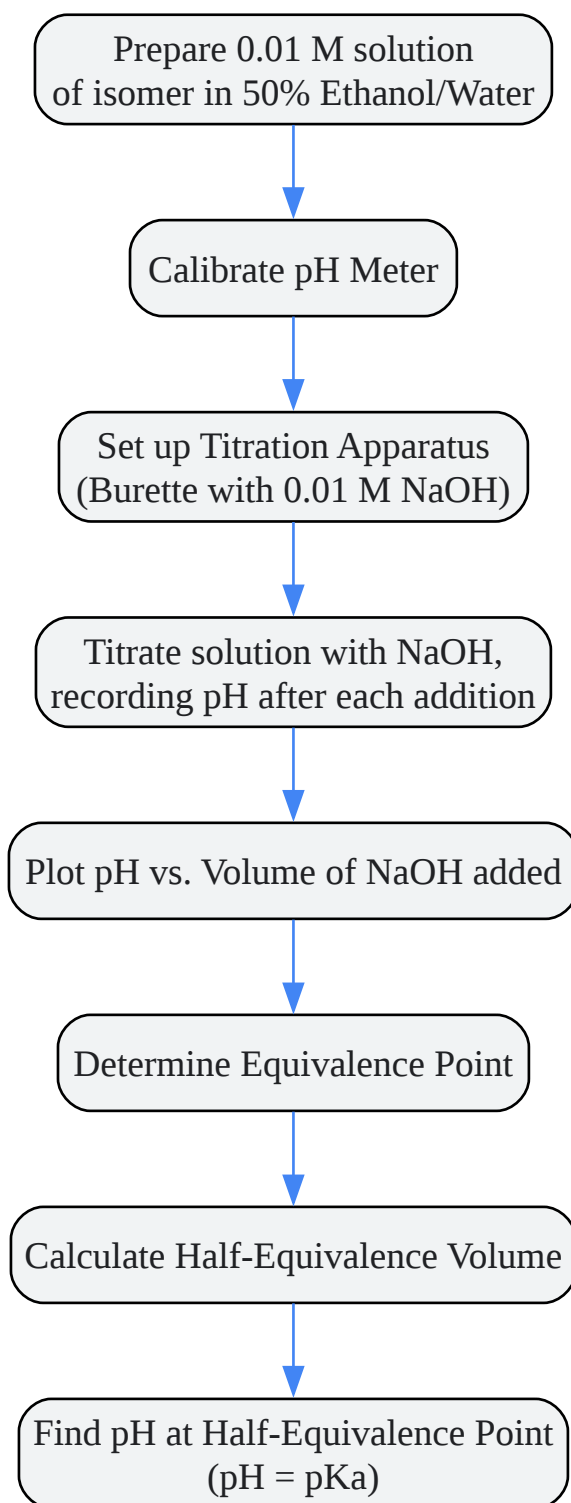 Prepare 0.01 M solution
of isomer in 50% Ethanol/Water
Calibrate pH Meter
Set up Titration Apparatus
(Burette with 0.01 M NaOH)
Titrate solution with NaOH,
recording pH after each addition
Plot pH vs. Volume of NaOH added
Determine Equivalence Point
Calculate Half-Equivalence Volume
Find pH at Half-Equivalence Point
(pH = pKa)